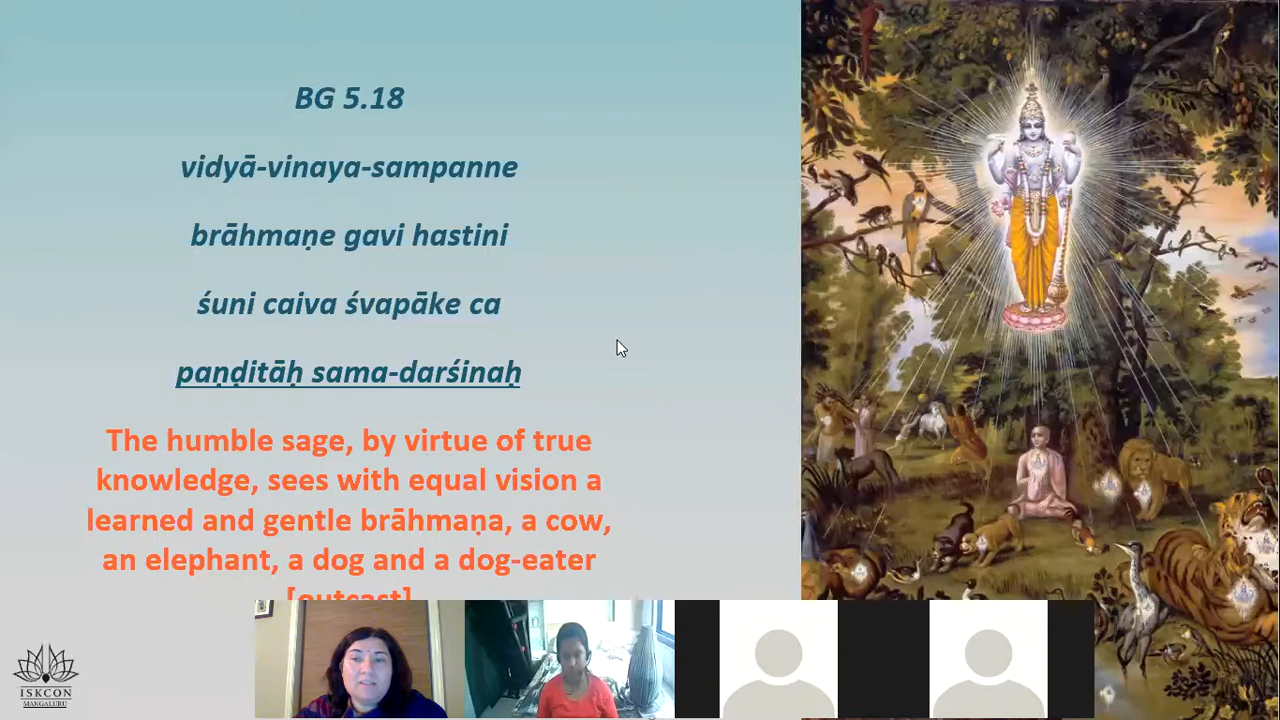 BG 5.18
vidyā-vinaya-sampanne
brāhmaṇe gavi hastini
śuni caiva śvapāke ca
paṇḍitāḥ sama-darśinaḥ
The humble sage, by virtue of true
knowledge, sees with equal vision a
learned and gentle brāhmaṇa, a cow,
an elephant, a dog and a dog-eater
[outcast]
ISKCON
MANGALURU